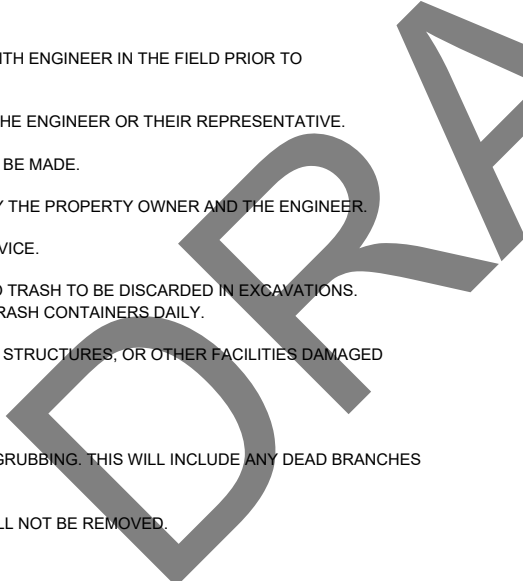 ITH ENGINEER IN THE FIELD PRIOR TO
HE ENGINEER OR THEIR REPRESENTATIVE.
BE MADE.
Y THE PROPERTY OWNER AND THE ENGINEER.
VICE.
O TRASH TO BE DISCARDED IN EXCAVATIONS.
RASH CONTAINERS DAILY.
STRUCTURES, OR OTHER FACILITIES DAMAGED
GRUBBING. THIS WILL INCLUDE ANY DEAD BRANCHES
LL NOT BE REMOVED.
DRA